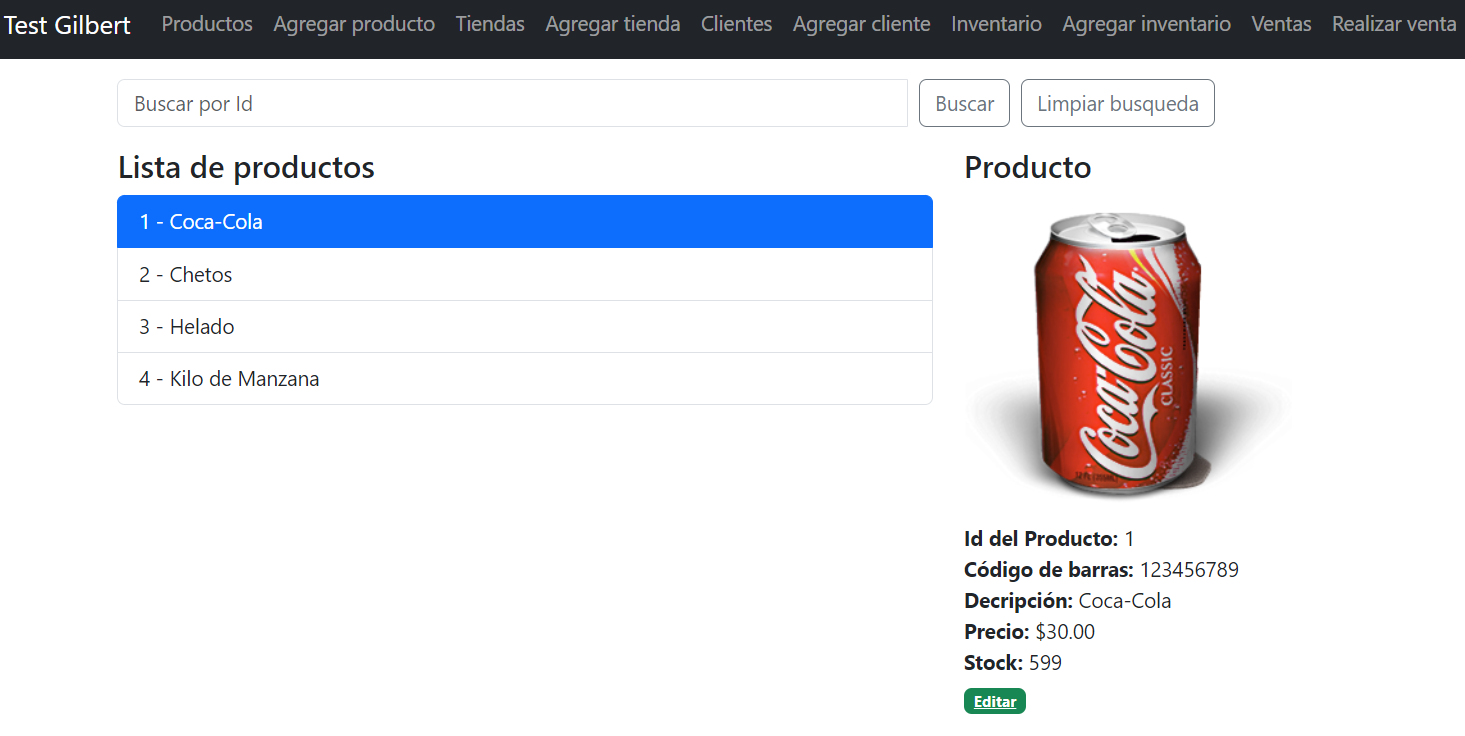 Test Gilbert Productos Agregar producto Tiendas Agregar tienda Clientes Agregar cliente Inventario Agregar inventario Ventas Realizar venta
Buscar por Id Buscar Limpiar busqueda
Lista de productos
1 - Coca-Cola
2 - Chetos
3 - Helado
4 - Kilo de Manzana
Producto
Coca-Cola
CLASSIC
Id del Producto: 1
Código de barras: 123456789
Decripción: Coca-Cola
Precio: $30.00
Stock: 599
Editar